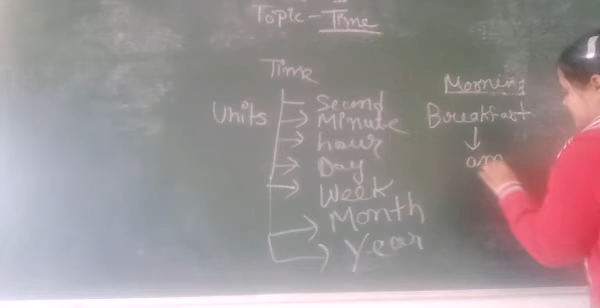 Topic - Time
Time
Units
Second
Minute
hour
Day
Week
Month
Year
Morning
Breakfast
am